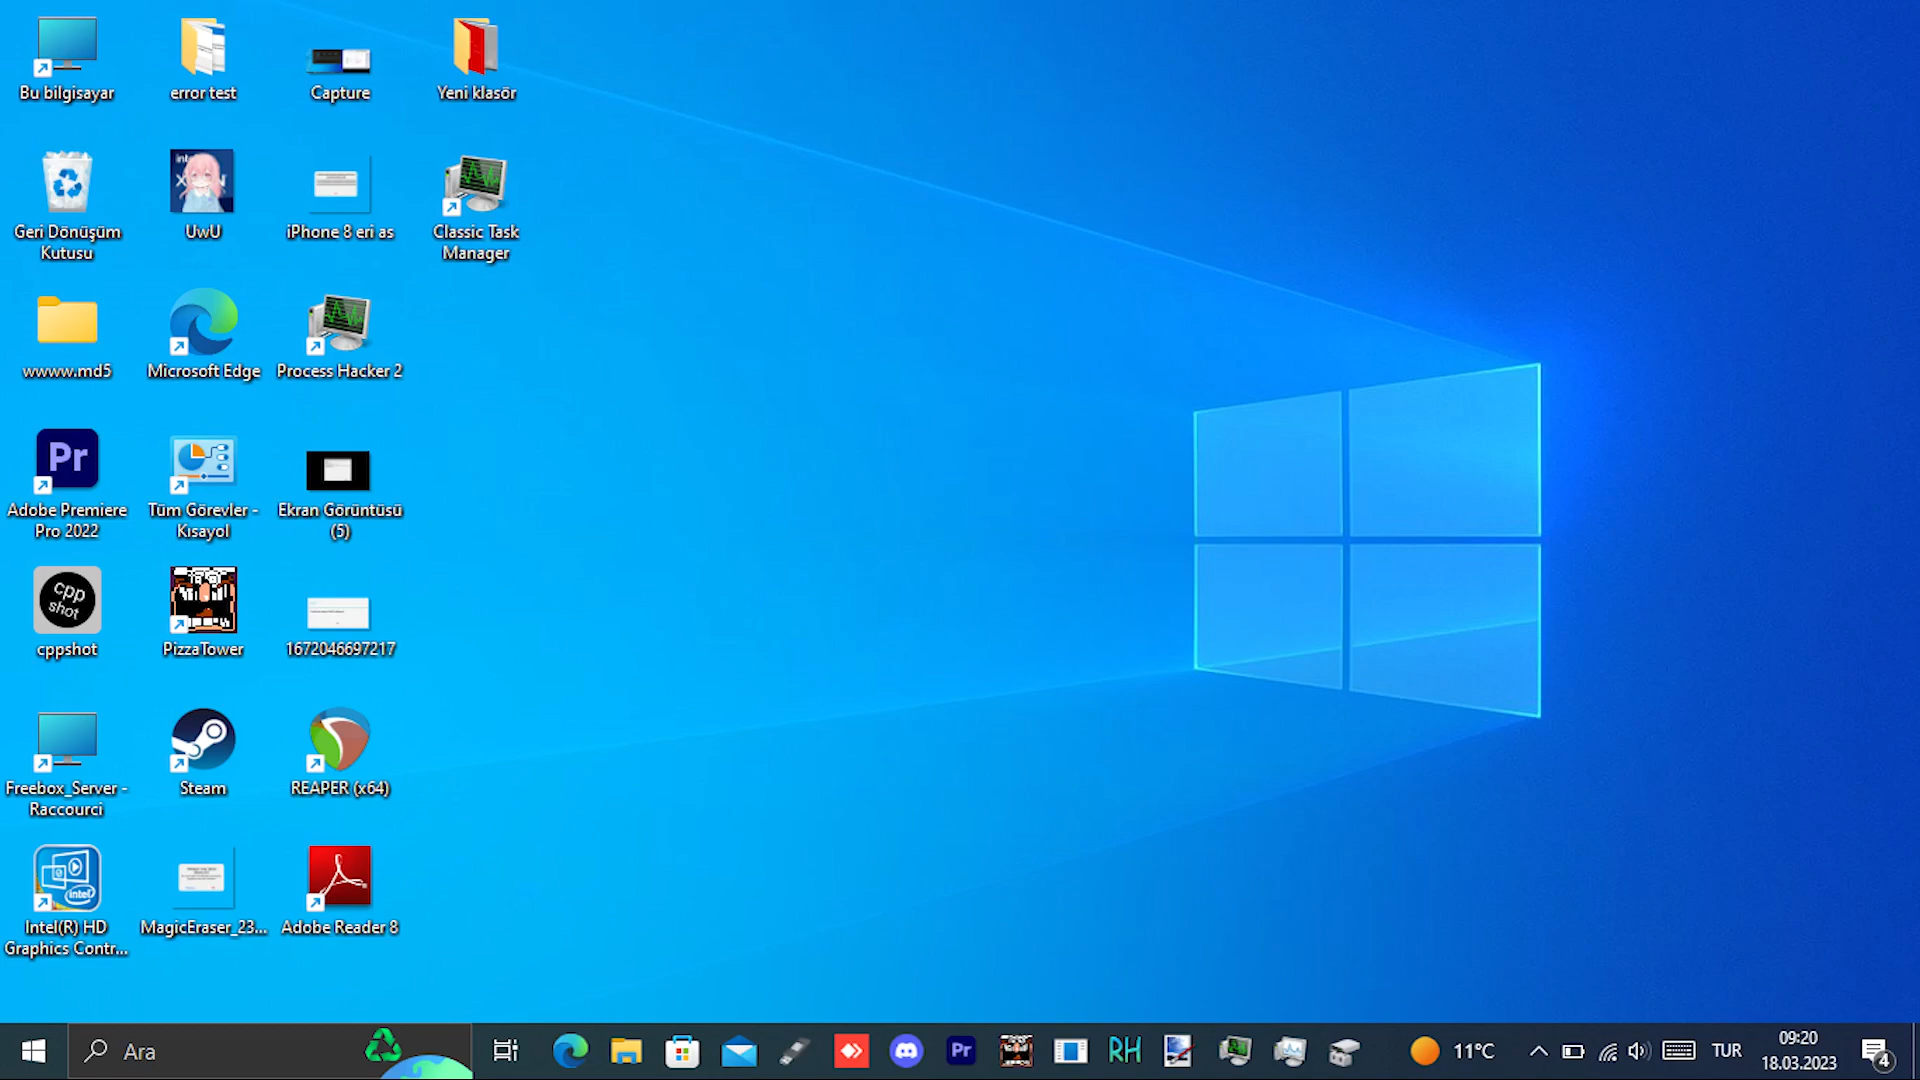 Bu bilgisayar
error test
Capture
Yeni klasör
Geri Dönüşüm
Kutusu
UwU
iPhone 8 eri as
Classic Task
Manager
wwww.md5
Microsoft Edge
Process Hacker 2
Pr
Adobe Premiere
Pro 2022
Tüm Görevler -
Kısayol
Ekran Görüntüsü
(5)
cpp
shot
cppshot
PizzaTower
1672046697217
Freebox_Server -
Raccourci
Steam
REAPER (x64)
intel
Intel(R) HD
Graphics Contr...
MagicEraser_23...
Adobe Reader 8
Ara
Pr
RH
11°C
TUR
09:20
18.03.2023
4